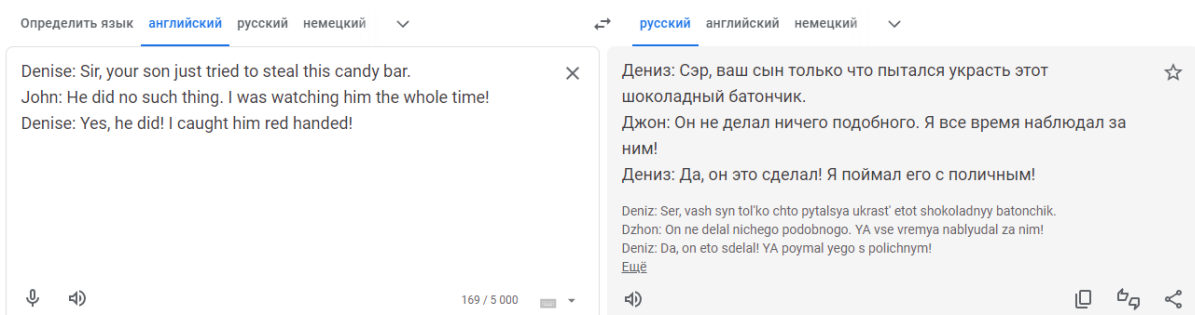 Определить язык английский русский немецкий
русский английский немецкий
Denise: Sir, your son just tried to steal this candy bar.
John: He did no such thing. I was watching him the whole time!
Denise: Yes, he did! I caught him red handed!
169 / 5 000
Дениз: Сэр, ваш сын только что пытался украсть этот
шоколадный батончик.
Джон: Он не делал ничего подобного. Я все время наблюдал за
ним!
Дениз: Да, он это сделал! Я поймал его с поличным!
Deniz: Ser, vash syn tol'ko chto pytalsya ukrast' etot shokoladnyy batonchik.
Dzhon: On ne delal nichego podobnogo. YA vse vremya nablyudal za nim!
Deniz: Da, on eto sdelal! YA poymal yego s polichnym!
Ещё